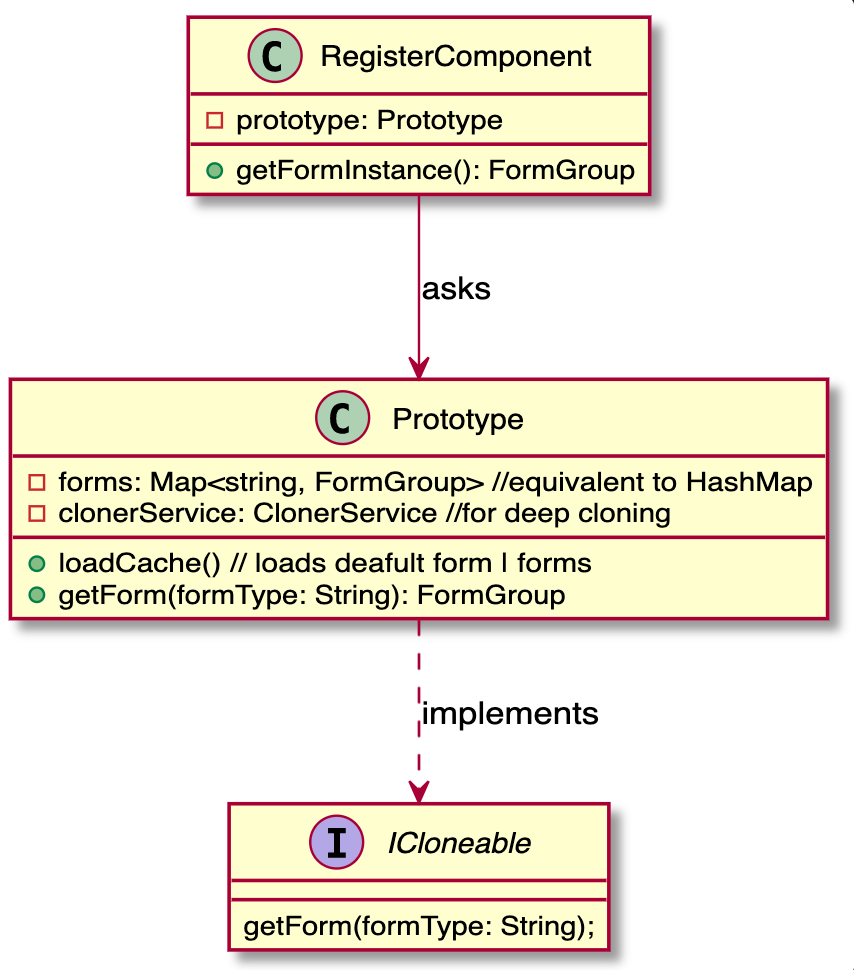 C RegisterComponent
prototype: Prototype
getFormInstance(): FormGroup
asks
C Prototype
forms: Map<string, FormGroup> //equivalent to HashMap
clonerService: ClonerService //for deep cloning
loadCache() // loads deafult form | forms
getForm(formType: String): FormGroup
implements
I ICloneable
getForm(formType: String);